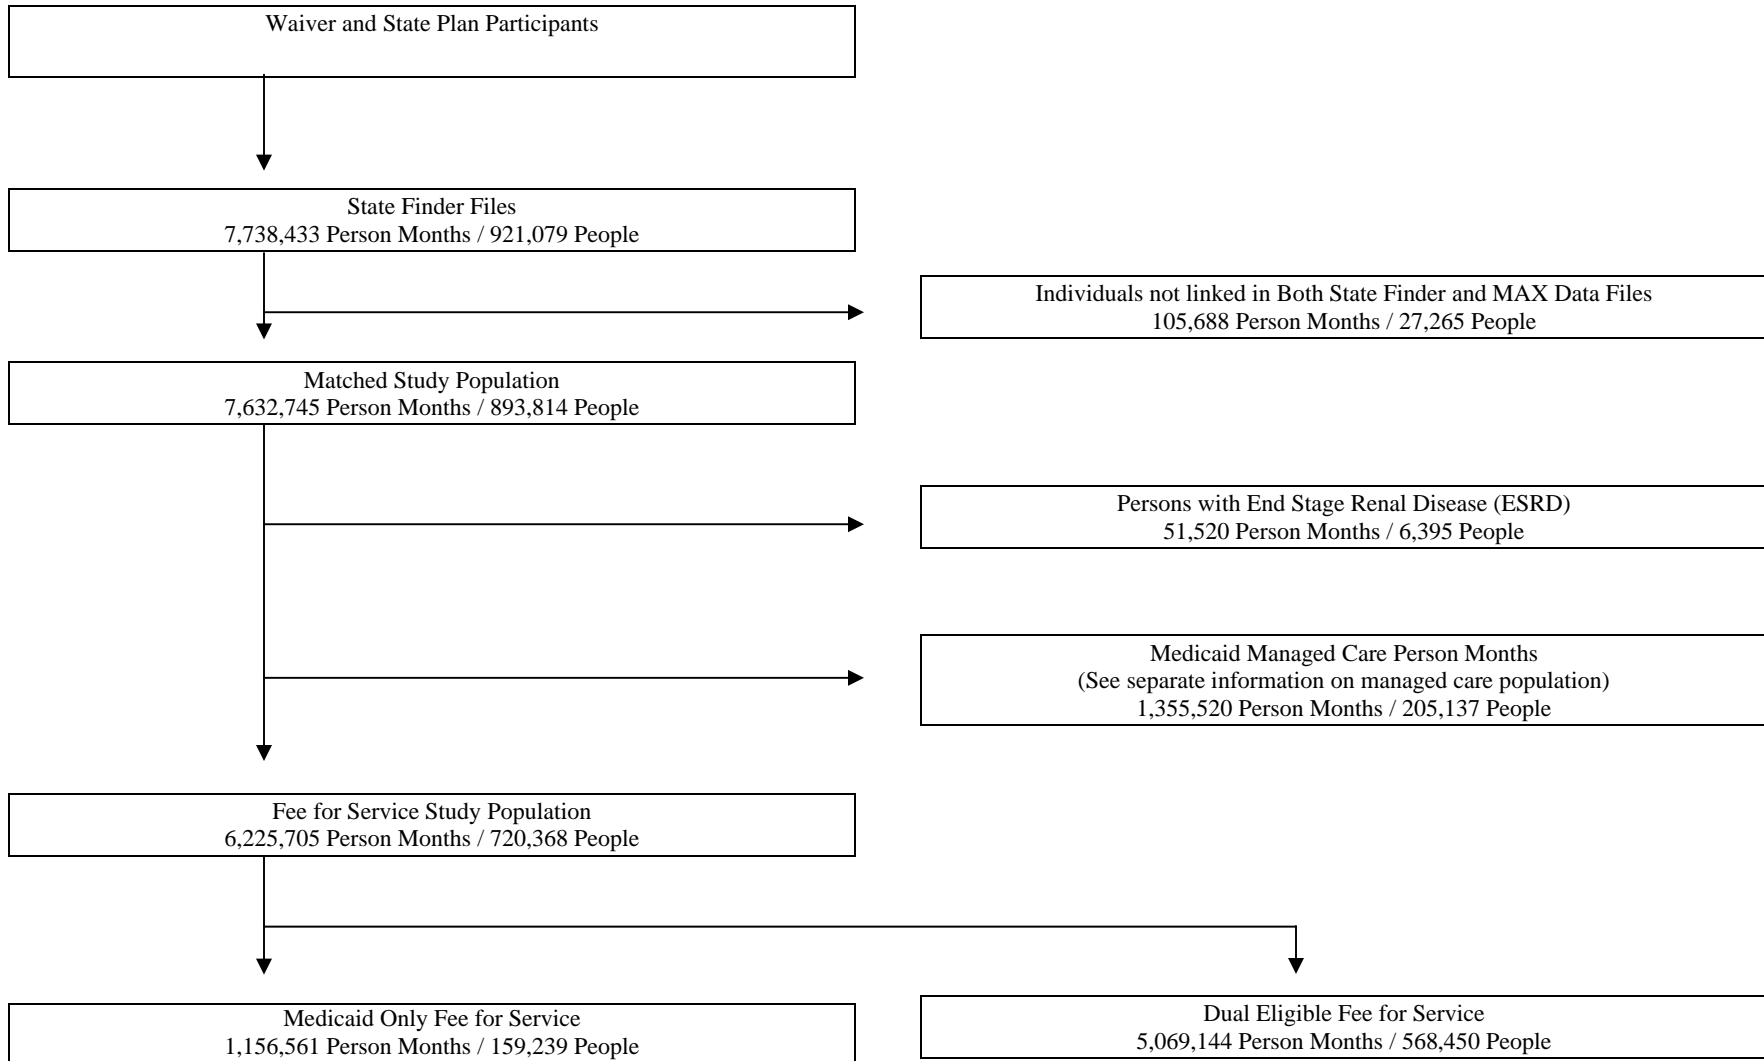 Waiver and State Plan Participants
State Finder Files
7,738,433 Person Months / 921,079 People
Individuals not linked in Both State Finder and MAX Data Files
105,688 Person Months / 27,265 People
Matched Study Population
7,632,745 Person Months / 893,814 People
Persons with End Stage Renal Disease (ESRD)
51,520 Person Months / 6,395 People
Medicaid Managed Care Person Months
(See separate information on managed care population)
1,355,520 Person Months / 205,137 People
Fee for Service Study Population
6,225,705 Person Months / 720,368 People
Medicaid Only Fee for Service
1,156,561 Person Months / 159,239 People
Dual Eligible Fee for Service
5,069,144 Person Months / 568,450 People